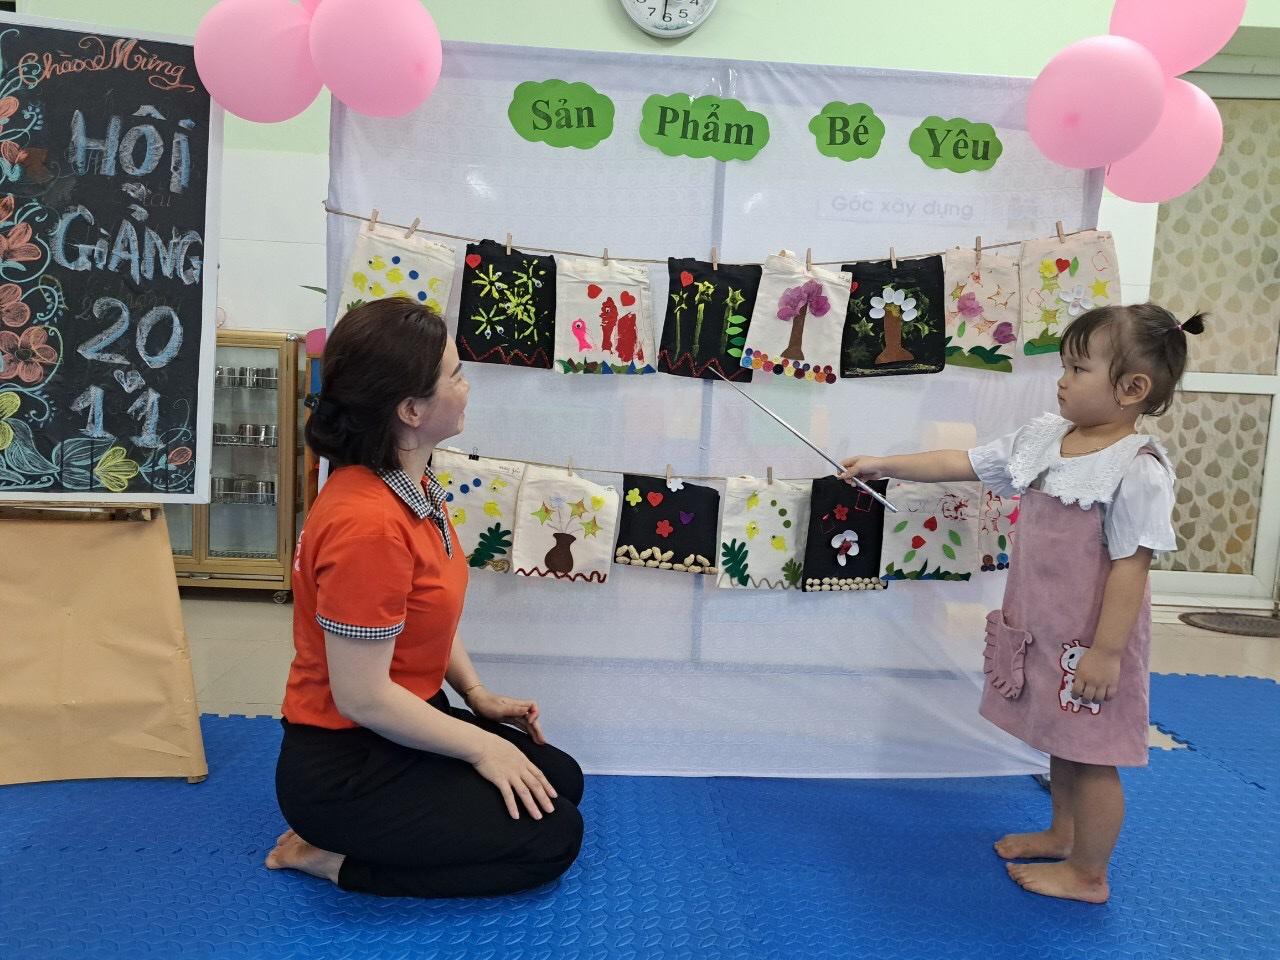 Chào Mừng
HỘI
GIẢNG
20
11
Sản Phẩm Bé Yêu
Góc xây dựng